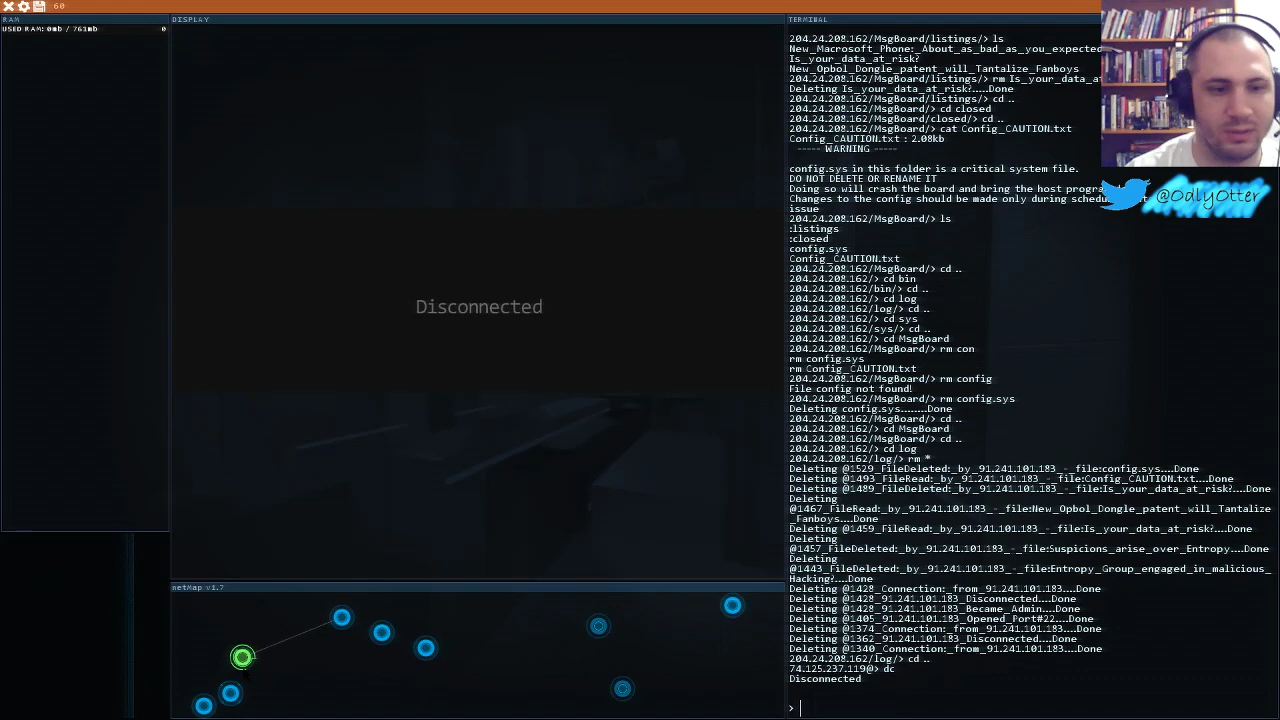 60
RAM
USED RAM: 0mb / 761mb 0
DISPLAY
Disconnected
netMap v1.7
TERMINAL
204.24.208.162/MsgBoard/listings/> ls
New_Macrosoft_Phone:_About_as_bad_as_you_expected
Is_your_data_at_risk?
New_Opbol_Dongle_patent_will_Tantalize_Fanboys
204.24.208.162/MsgBoard/listings/> rm Is_your_data_at
Deleting Is_your_data_at_risk?.....Done
204.24.208.162/MsgBoard/listings/> cd ..
204.24.208.162/MsgBoard/> cd closed
204.24.208.162/MsgBoard/closed/> cd ..
204.24.208.162/MsgBoard/> cat Config_CAUTION.txt
Config_CAUTION.txt : 2.08kb
----- WARNING -----
config.sys in this folder is a critical system file.
DO NOT DELETE OR RENAME IT
Doing so will crash the board and bring the host progra
Changes to the config should be made only during schedu
issue
204.24.208.162/MsgBoard/> ls
:listings
:closed
config.sys
Config_CAUTION.txt
204.24.208.162/MsgBoard/> cd ..
204.24.208.162/> cd bin
204.24.208.162/bin/> cd ..
204.24.208.162/> cd log
204.24.208.162/log/> cd ..
204.24.208.162/> cd sys
204.24.208.162/sys/> cd ..
204.24.208.162/> cd MsgBoard
204.24.208.162/MsgBoard/> rm con
rm config.sys
rm Config_CAUTION.txt
204.24.208.162/MsgBoard/> rm config
File config not found!
204.24.208.162/MsgBoard/> rm config.sys
Deleting config.sys........Done
204.24.208.162/MsgBoard/> cd ..
204.24.208.162/> cd MsgBoard
204.24.208.162/MsgBoard/> cd ..
204.24.208.162/> cd log
204.24.208.162/log/> rm *
Deleting @1529_FileDeleted:_by_91.241.101.183_-_file:config.sys....Done
Deleting @1493_FileRead:_by_91.241.101.183_-_file:Config_CAUTION.txt....Done
Deleting @1489_FileDeleted:_by_91.241.101.183_-_file:Is_your_data_at_risk?....Done
Deleting
@1467_FileRead:_by_91.241.101.183_-_file:New_Opbol_Dongle_patent_will_Tantalize
_Fanboys....Done
Deleting @1459_FileRead:_by_91.241.101.183_-_file:Is_your_data_at_risk?....Done
Deleting
@1457_FileDeleted:_by_91.241.101.183_-_file:Suspicions_arise_over_Entropy....Done
Deleting
@1443_FileDeleted:_by_91.241.101.183_-_file:Entropy_Group_engaged_in_malicious_
Hacking?....Done
Deleting @1428_Connection:_from_91.241.101.183....Done
Deleting @1428_91.241.101.183_Disconnected....Done
Deleting @1428_91.241.101.183_Became_Admin....Done
Deleting @1405_91.241.101.183_Opened_Port#22....Done
Deleting @1374_Connection:_from_91.241.101.183....Done
Deleting @1362_91.241.101.183_Disconnected....Done
Deleting @1340_Connection:_from_91.241.101.183....Done
204.24.208.162/log/> cd ..
74.125.237.119@> dc
Disconnected
>
@OdlyOtter